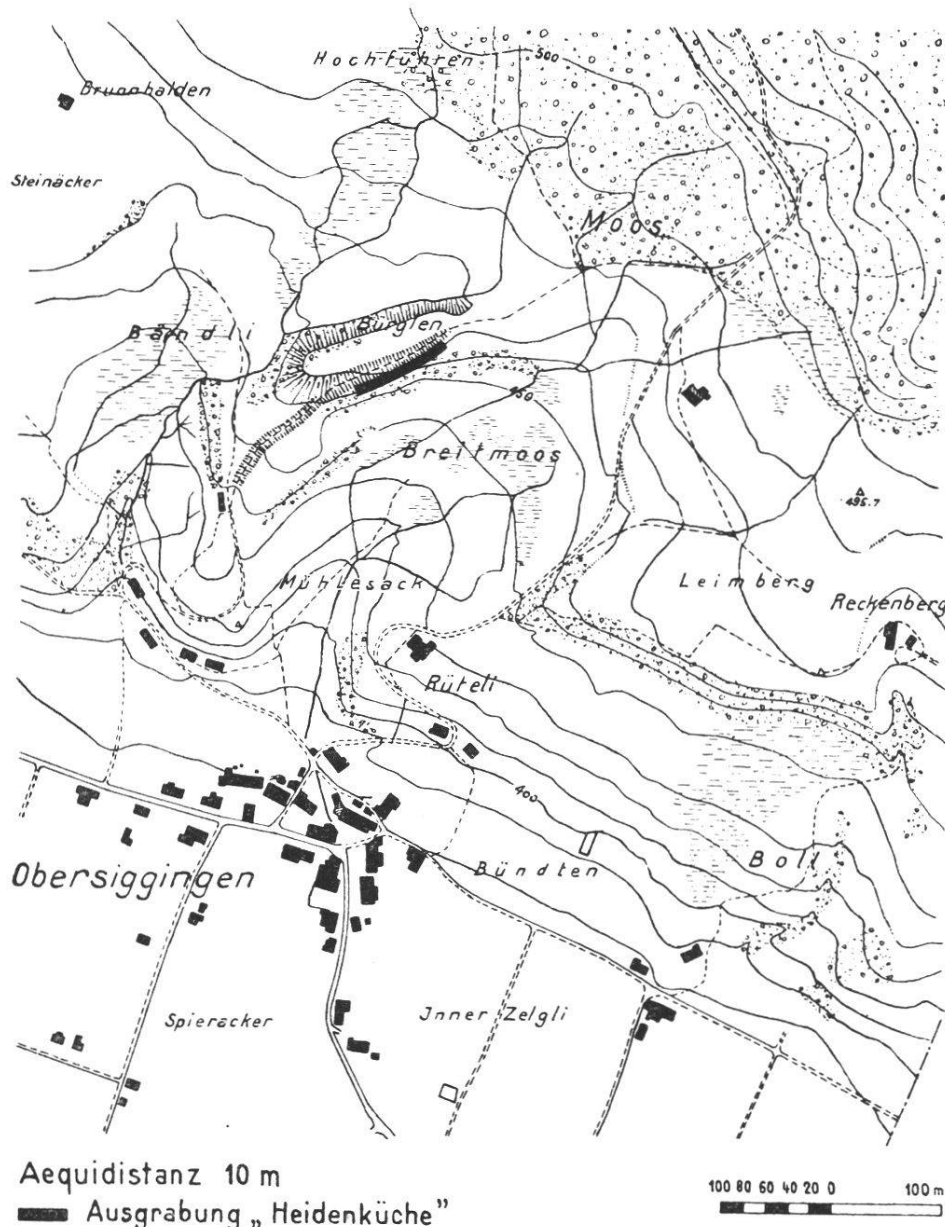 Hochführen
500
Brunnhalden
Steinäcker
Moos
Bändli
Bürglen
450
Breitmoos
495.7
Mühlesack
Leimberg
Reckenberg
Rüteli
400
Obersiggingen
Bündten
Boll
Spieracker
Jnner Zelgli
Aequidistanz 10 m
Ausgrabung „Heidenküche”
100 80 60 40 20 0 100 m